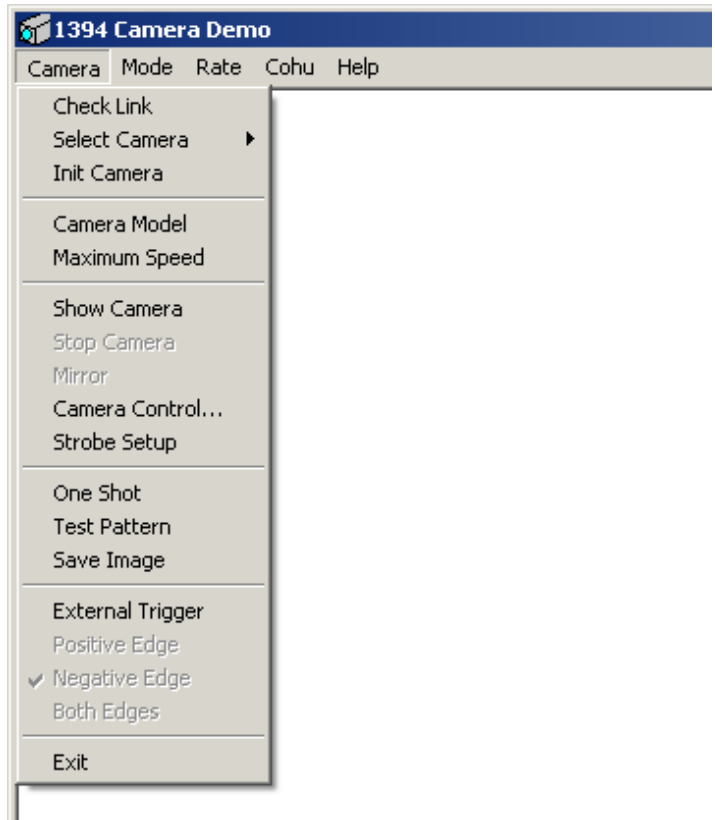 1394 Camera Demo
Camera Mode Rate Cohu Help
Check Link
Select Camera
Init Camera
Camera Model
Maximum Speed
Show Camera
Stop Camera
Mirror
Camera Control...
Strobe Setup
One Shot
Test Pattern
Save Image
External Trigger
Positive Edge
Negative Edge
Both Edges
Exit